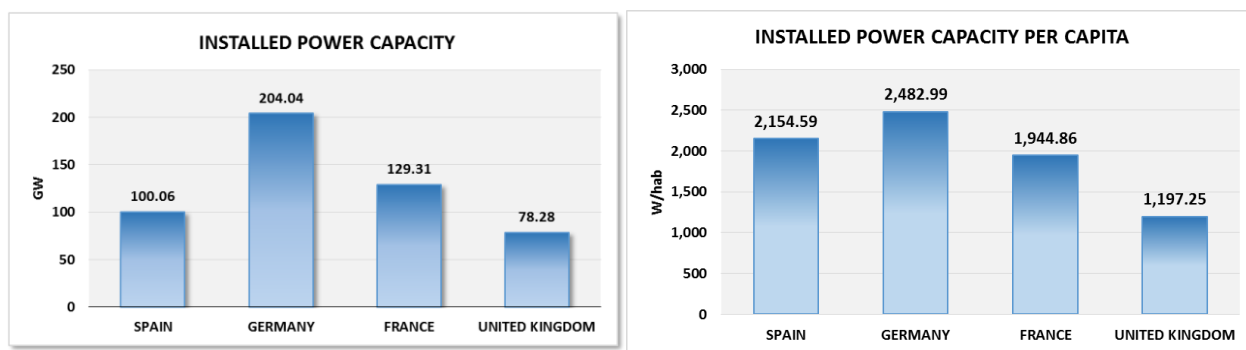 INSTALLED POWER CAPACITY
250
200
150
100
50
0
GW
100.06
204.04
129.31
78.28
SPAIN
GERMANY
FRANCE
UNITED KINGDOM
INSTALLED POWER CAPACITY PER CAPITA
3,000
2,500
2,000
1,500
1,000
500
0
W/hab
2,154.59
2,482.99
1,944.86
1,197.25
SPAIN
GERMANY
FRANCE
UNITED KINGDOM